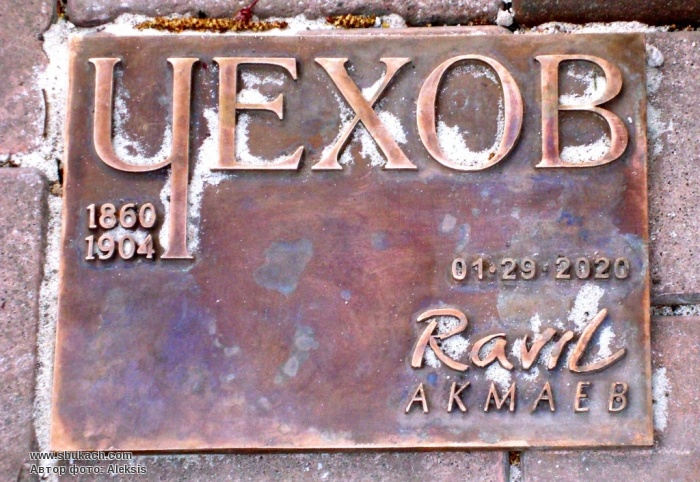 ЧЕХОВ
1860
1904
01·29·2020
Ravil
АКМАЕВ
www.shukach.com
Автор фото: Aleksis